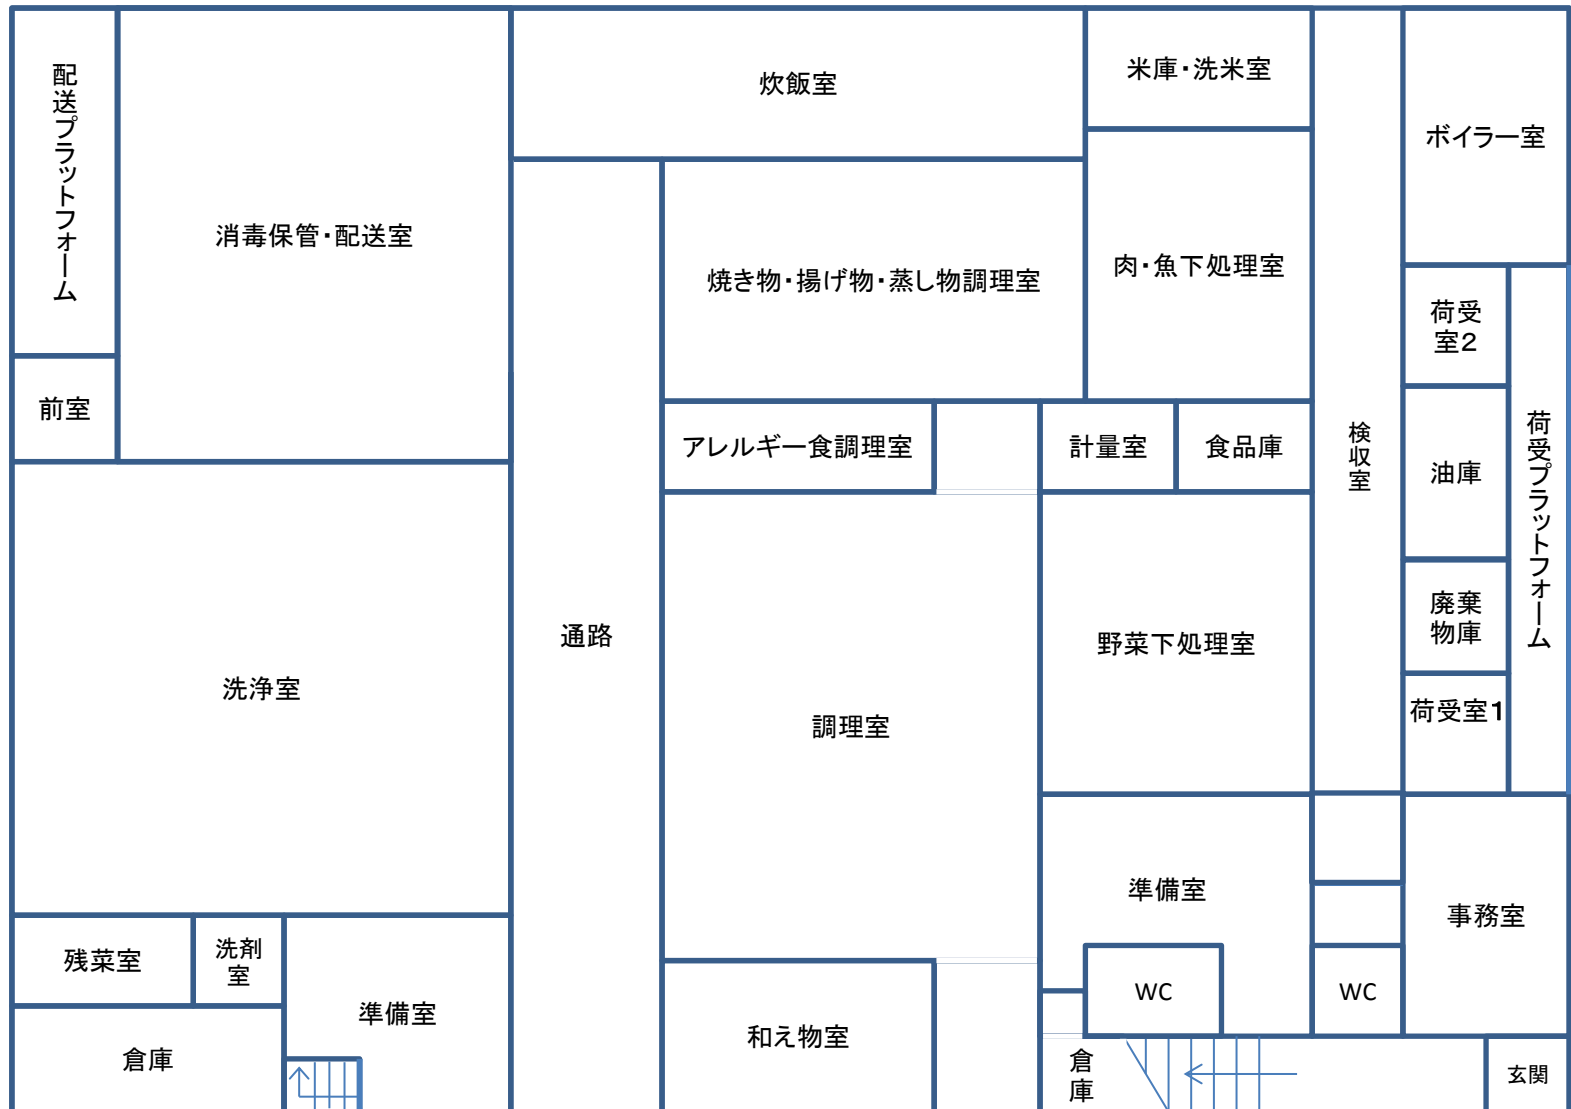 配送プラットフォーム
消毒保管・配送室
炊飯室
米庫・洗米室
ボイラー室
焼き物・揚げ物・蒸し物調理室
肉・魚下処理室
荷受
室2
前室
アレルギー食調理室
計量室
食品庫
検収室
油庫
荷受プラットフォーム
廃棄
物庫
通路
野菜下処理室
洗浄室
調理室
荷受室1
準備室
事務室
残菜室
洗剤
室
WC
WC
準備室
和え物室
倉庫
倉庫
玄関